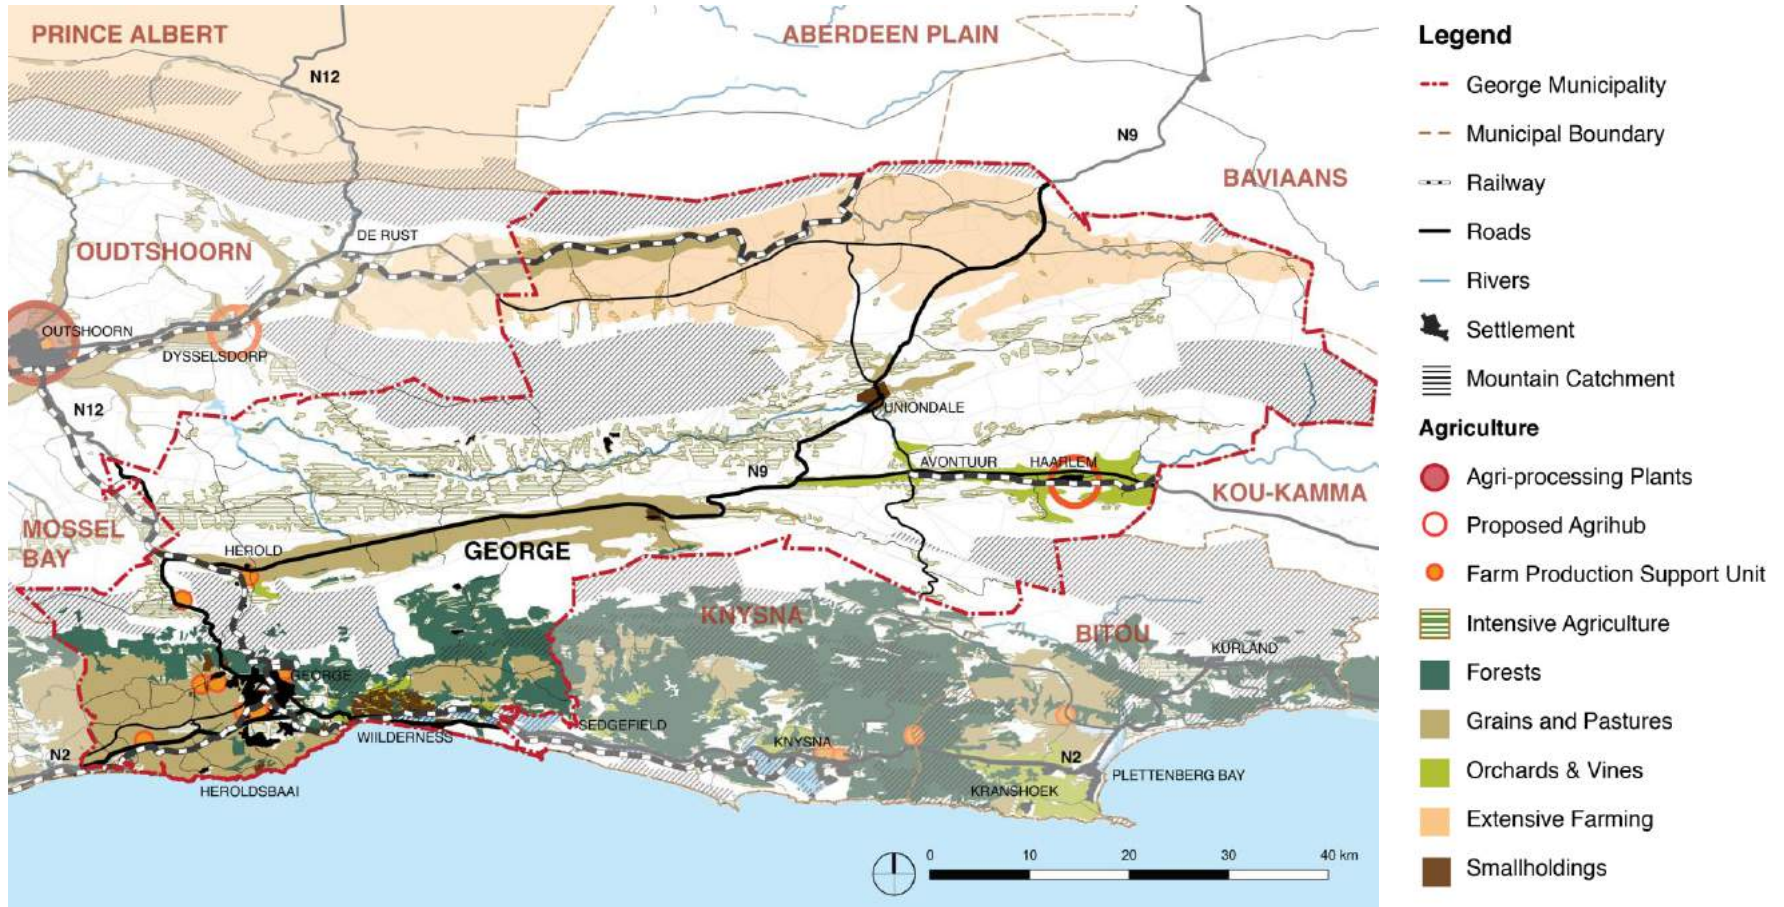 PRINCE ALBERT
ABERDEEN PLAIN
N12
N9
BAVIAANS
DE RUST
OUDTSHOORN
OUTSHOORN
DYSSELSDORP
N12
UNIONDALE
N9
AVONTUUR
HAARLEM
KOU-KAMMA
MOSSEL
BAY
HEROLD
GEORGE
KNYSNA
BITOU
KURLAND
GEORGE
SEDGEFIELD
WIILDERNESS
KNYSNA
N2
N2
PLETTENBERG BAY
HEROLDSBAAI
KRANSHOEK
0 10 20 30 40 km
Legend
George Municipality
Municipal Boundary
Railway
Roads
Rivers
Settlement
Mountain Catchment
Agriculture
Agri-processing Plants
Proposed Agrihub
Farm Production Support Unit
Intensive Agriculture
Forests
Grains and Pastures
Orchards & Vines
Extensive Farming
Smallholdings